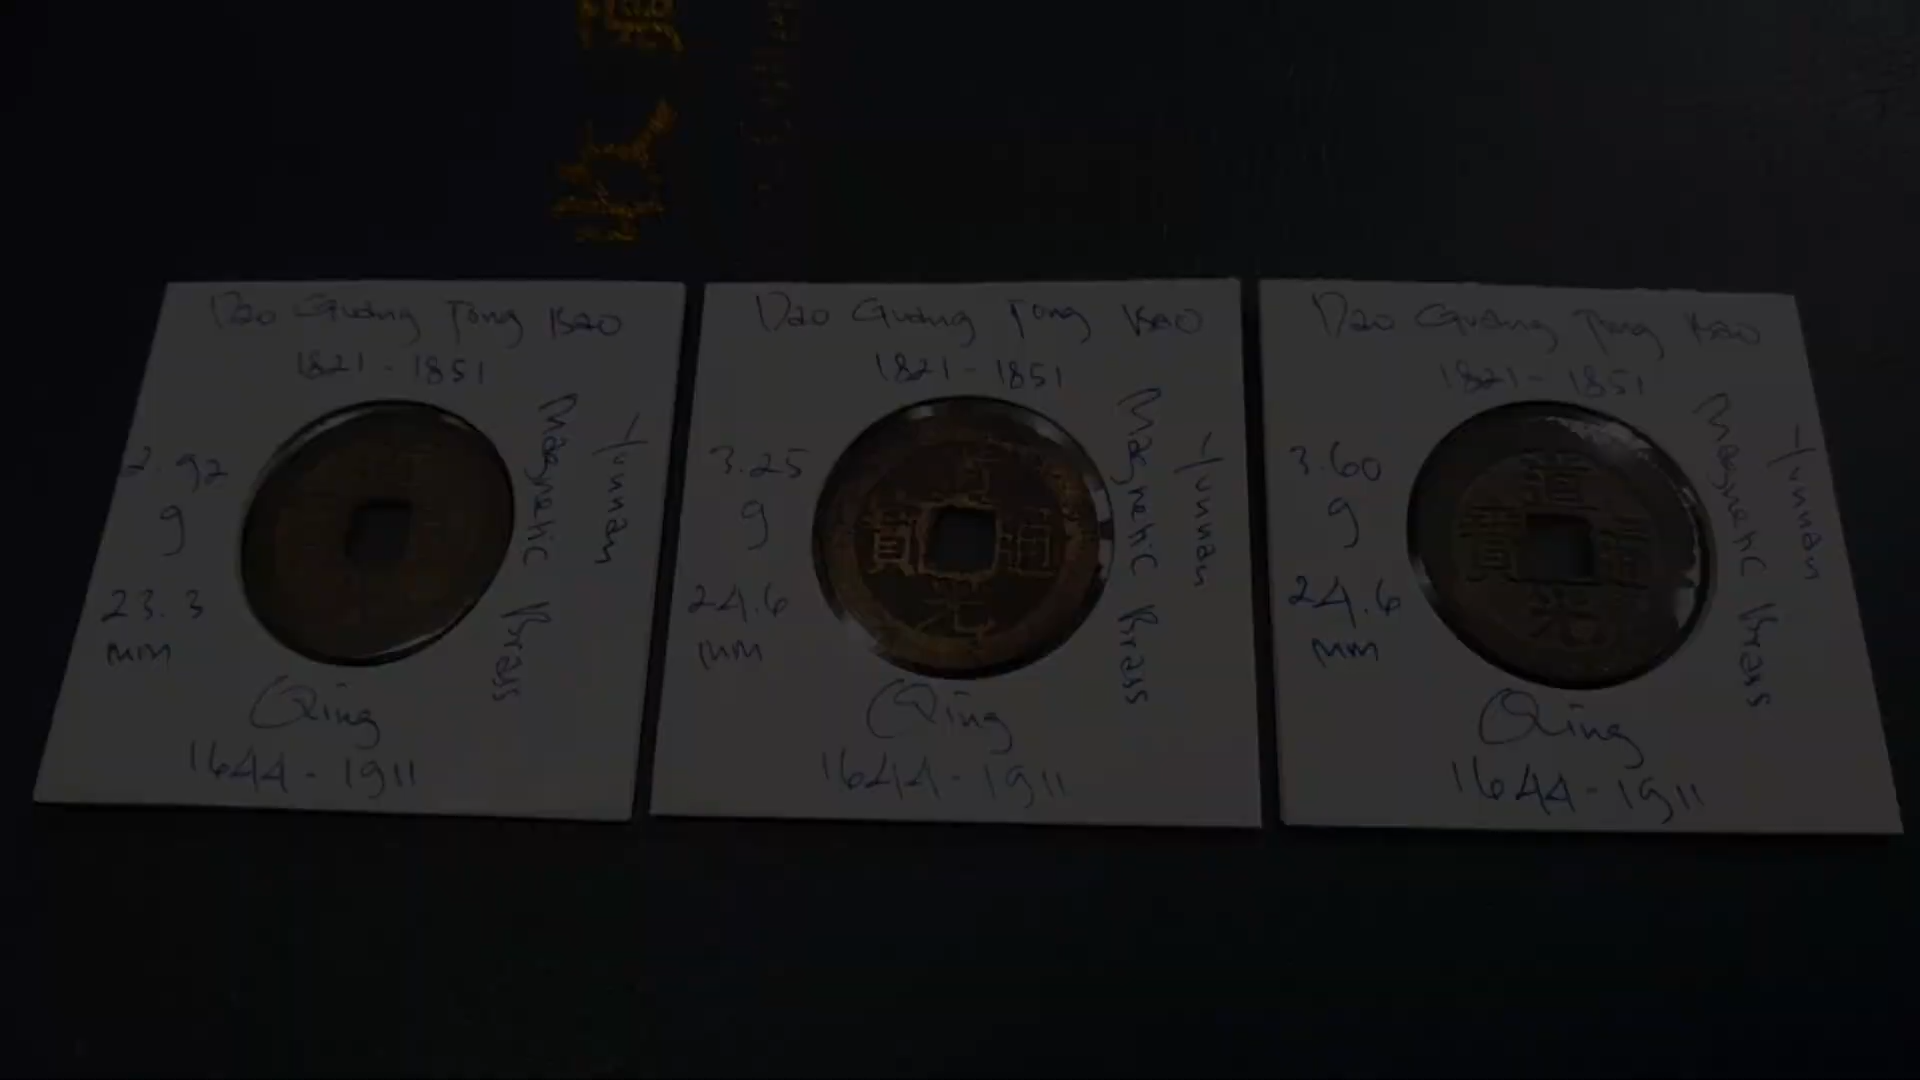 Dao Guang Tong Bao
1821 - 1851
2.92
g
23.3
mm
Magnetic Brass
Yunnan
Qing
1644 - 1911
Dao Guang Tong Bao
1821 - 1851
3.25
g
24.6
mm
道光通寶
Magnetic Brass
Yunnan
Qing
1644 - 1911
Dao Guang Tong Bao
1821 - 1851
3.60
g
24.6
mm
道光通寶
Magnetic Brass
Yunnan
Qing
1644 - 1911